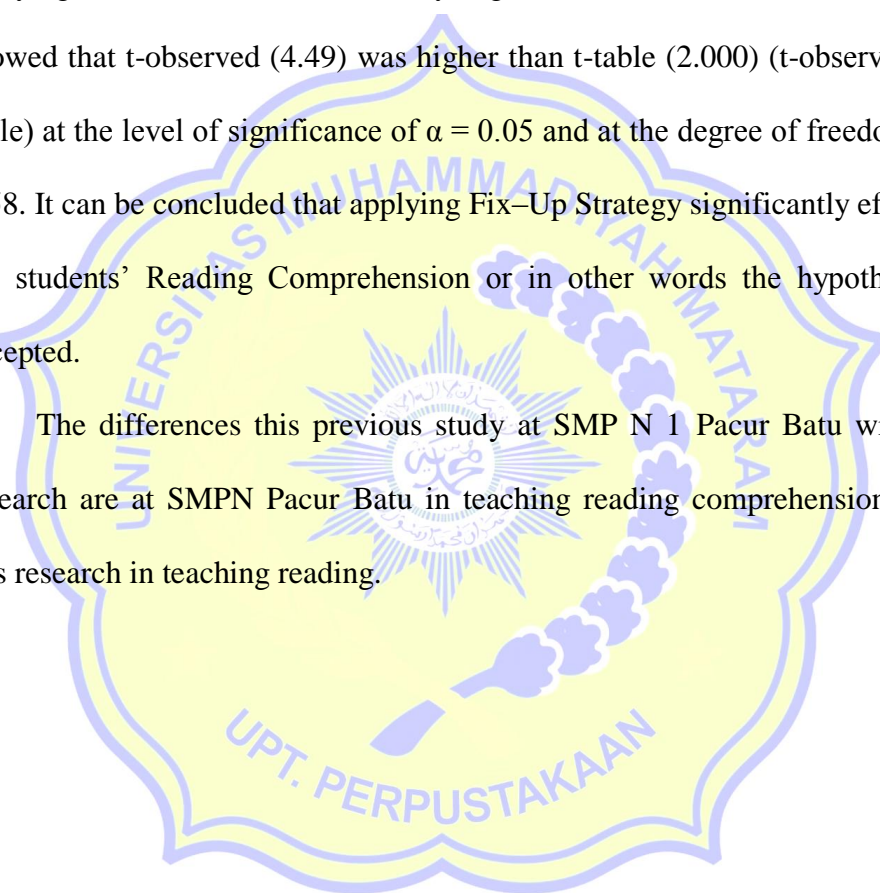 owed that t-observed (4.49) was higher than t-table (2.000) (t-observ
le) at the level of significance of α = 0.05 and at the degree of freedo
8. It can be concluded that applying Fix–Up Strategy significantly ef
students’ Reading Comprehension or in other words the hypoth
cepted.
The differences this previous study at SMP N 1 Pacur Batu wi
earch are at SMPN Pacur Batu in teaching reading comprehension
s research in teaching reading.
UNIVERSITAS MUHAMMADIYAH MATARAM
UPT. PERPUSTAKAAN